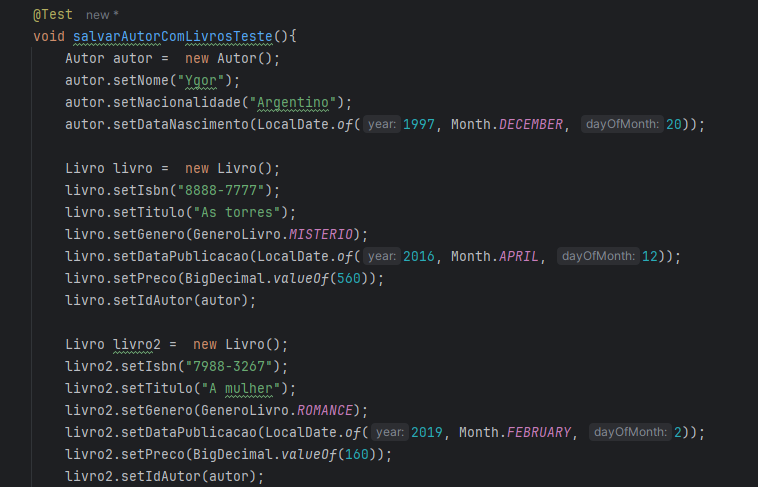 @Test new *
void salvarAutorComLivrosTeste(){
Autor autor =  new Autor();
autor.setNome("Ygor");
autor.setNacionalidade("Argentino");
autor.setDataNascimento(LocalDate.of( year: 1997, Month.DECEMBER, dayOfMonth: 20));
Livro livro =  new Livro();
livro.setIsbn("8888-7777");
livro.setTitulo("As torres");
livro.setGenero(GeneroLivro.MISTERIO);
livro.setDataPublicacao(LocalDate.of( year: 2016, Month.APRIL, dayOfMonth: 12));
livro.setPreco(BigDecimal.valueOf(560));
livro.setIdAutor(autor);
Livro livro2 =  new Livro();
livro2.setIsbn("7988-3267");
livro2.setTitulo("A mulher");
livro2.setGenero(GeneroLivro.ROMANCE);
livro2.setDataPublicacao(LocalDate.of( year: 2019, Month.FEBRUARY, dayOfMonth: 2));
livro2.setPreco(BigDecimal.valueOf(160));
livro2.setIdAutor(autor);